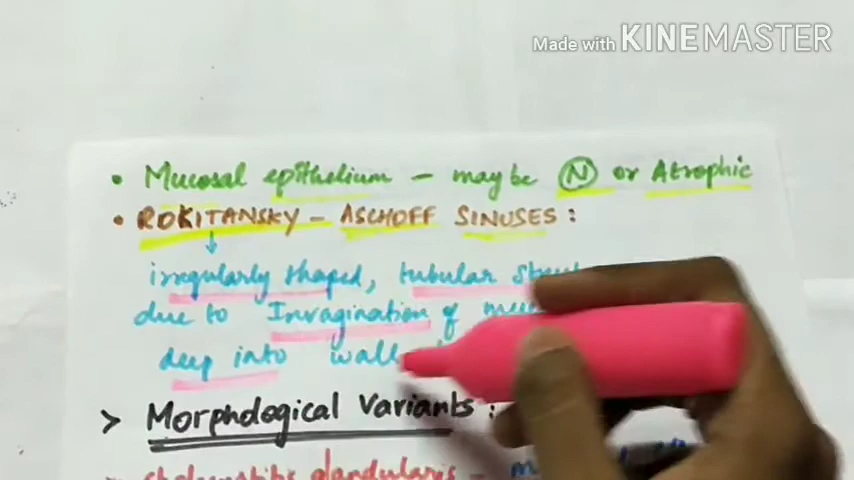 Made with KINEMASTER
• Mucosal epithelium – may be Ⓝ or Atrophic
• ROKITANSKY – ASCHOFF SINUSES :
irregularly shaped, tubular
due to Invagination of
deep into wall
> Morphological Variants :
glandularis –